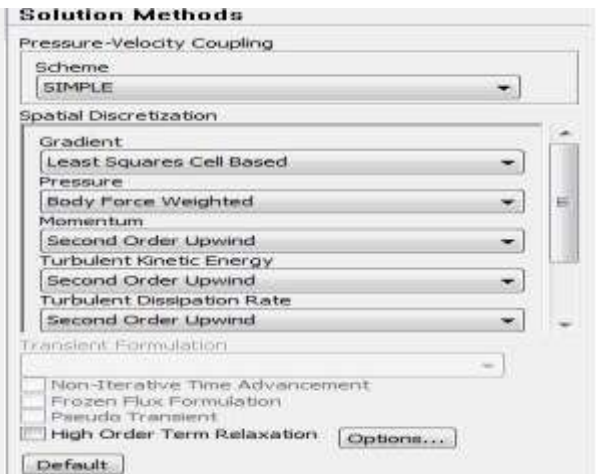 Solution Methods
Pressure-Velocity Coupling
Scheme
SIMPLE
Spatial Discretization
Gradient
Least Squares Cell Based
Pressure
Body Force Weighted
Momentum
Second Order Upwind
Turbulent Kinetic Energy
Second Order Upwind
Turbulent Dissipation Rate
Second Order Upwind
Transient Formulation
Non-Iterative Time Advancement
Frozen Flux Formulation
Pseudo Transient
High Order Term Relaxation Options...
Default